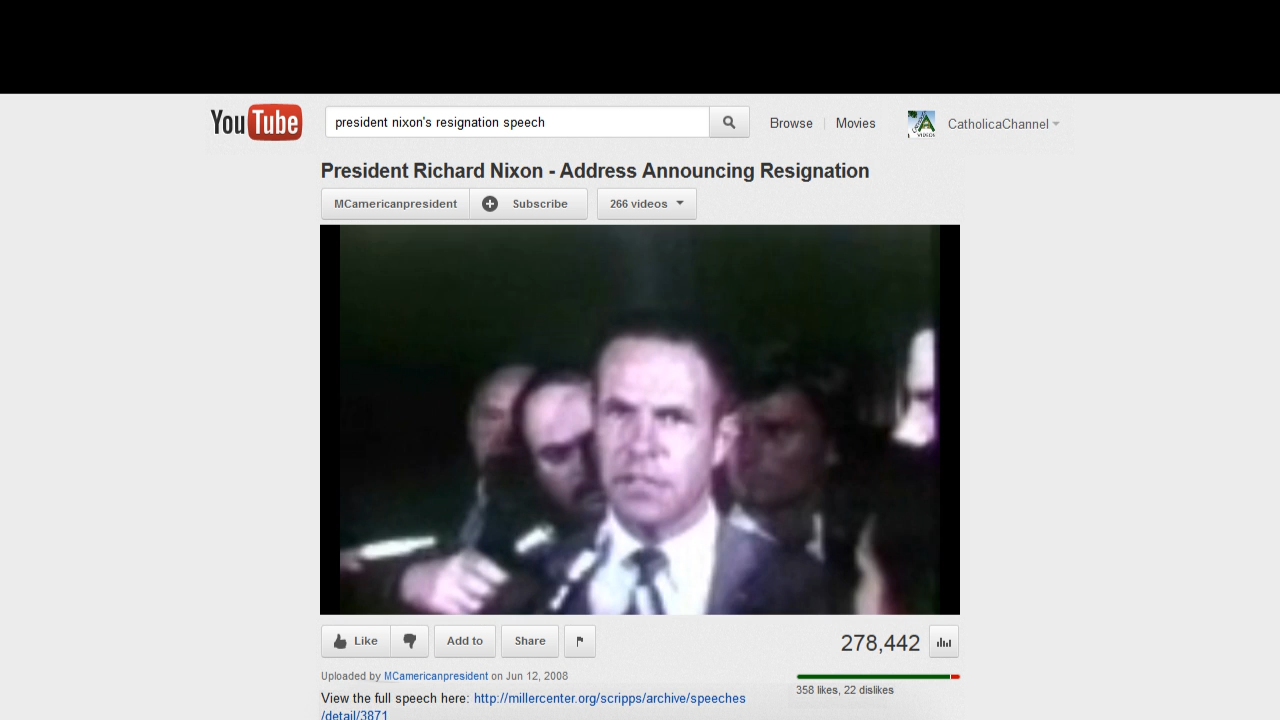 YouTube
president nixon's resignation speech
Browse
Movies
VIDEOS
CatholicaChannel
President Richard Nixon - Address Announcing Resignation
MCamericanpresident
Subscribe
266 videos
Like
Add to
Share
278,442
Uploaded by MCamericanpresident on Jun 12, 2008
358 likes, 22 dislikes
View the full speech here: http://millercenter.org/scripps/archive/speeches
/detail/3871